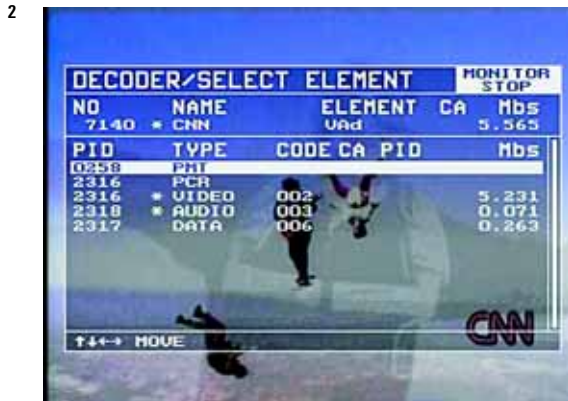 2
DECODER/SELECT ELEMENT MONITOR STOP
NO NAME ELEMENT CA Mbs
7140 * CNN VAd 5.565
PID TYPE CODE CA PID Mbs
0258 PMT
2316 PCR
2316 * VIDEO 002 5.231
2318 * AUDIO 003 0.071
2317 DATA 006 0.263
CNN
↑↓←→ MOVE